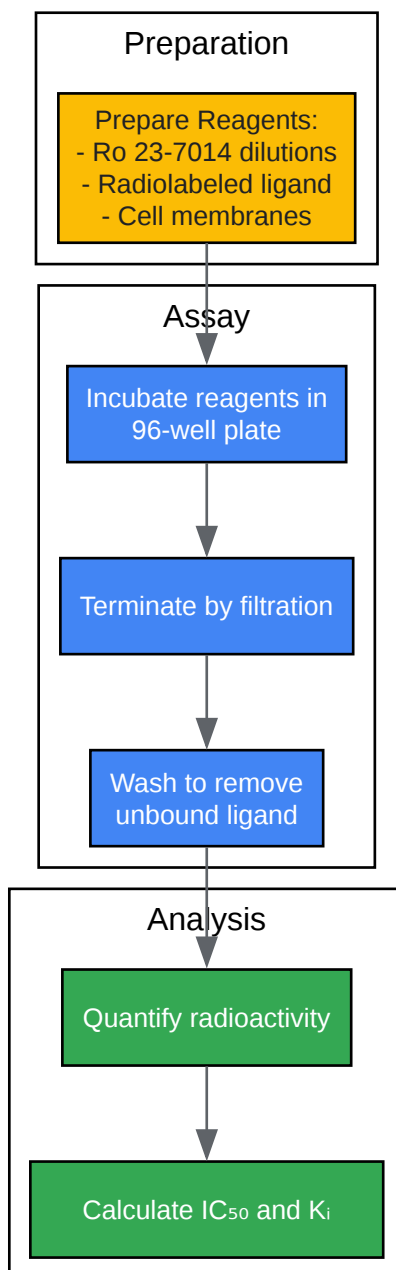 Preparation
Prepare Reagents:
- Ro 23-7014 dilutions
- Radiolabeled ligand
- Cell membranes
Assay
Incubate reagents in
96-well plate
Terminate by filtration
Wash to remove
unbound ligand
Analysis
Quantify radioactivity
Calculate IC₅₀ and Kᵢ